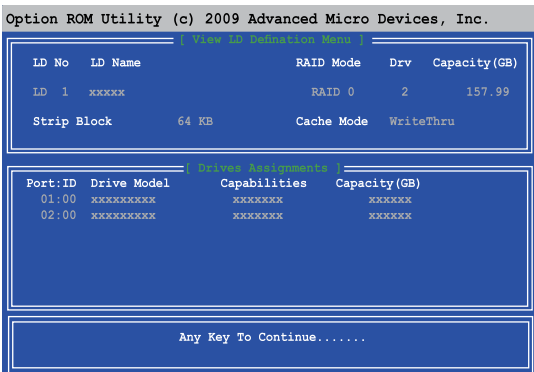 Option ROM Utility (c) 2009 Advanced Micro Devices, Inc.
[ View LD Defination Menu ]
LD No LD Name RAID Mode Drv Capacity(GB)
LD 1 xxxxx RAID 0 2 157.99
Strip Block 64 KB Cache Mode WriteThru
[ Drives Assignments ]
Port:ID Drive Model Capabilities Capacity(GB)
01:00 xxxxxxxxx xxxxxxx xxxxxx
02:00 xxxxxxxxx xxxxxxx xxxxxx
Any Key To Continue.......